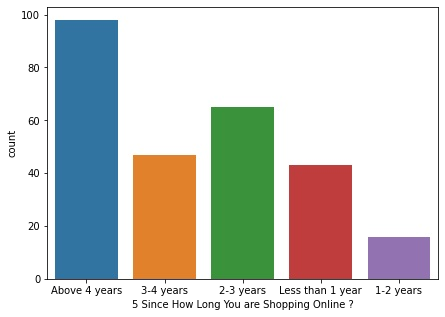 100
80
60
40
20
0
count
Above 4 years 3-4 years 2-3 years Less than 1 year 1-2 years
5 Since How Long You are Shopping Online ?